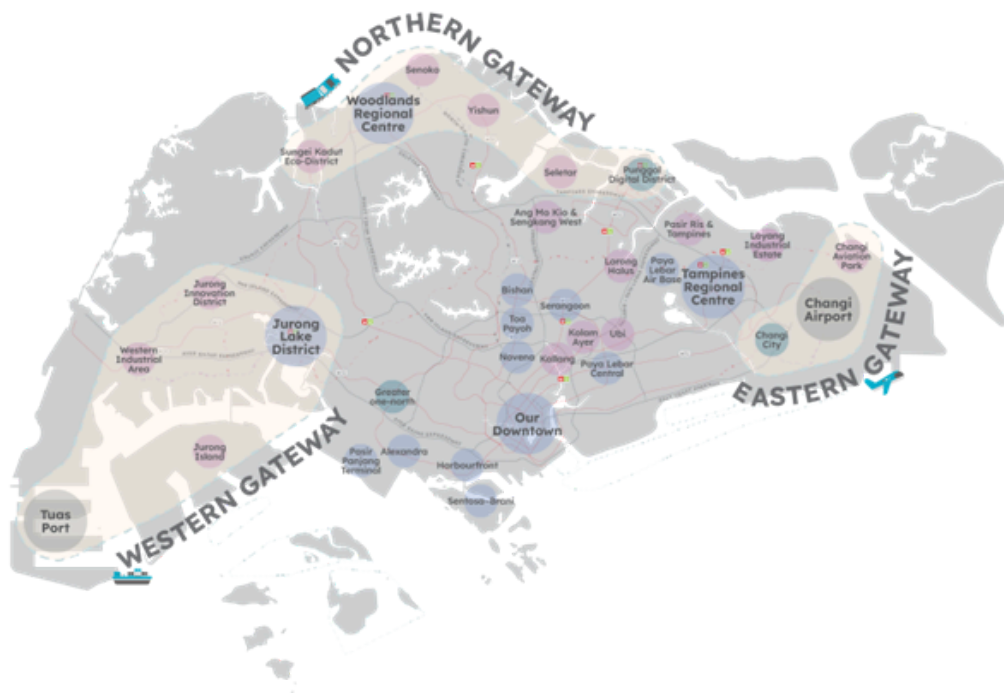 NORTHERN GATEWAY
Senoko
Woodlands
Regional
Centre
Yishun
Sungei Kadut
Eco-District
Seletar
Punggol
Digital District
Ang Mo Kio &
Sengkang West
Pasir Ris &
Tampines
Loyang
Industrial
Estate
Changi
Aviation
Park
Lorong
Halus
Paya
Lebar
Air Base
Tampines
Regional
Centre
Changi
Airport
Jurong
Innovation
District
Bishan
Serangoon
Toa
Payoh
Kolam
Ayer
Ubi
Changi
City
Jurong
Lake
District
Western
Industrial
Area
Novena
Kallang
Paya Lebar
Central
EASTERN GATEWAY
Greater
one-north
Our
Downtown
Jurong
Island
Pasir
Panjang
Terminal
Alexandra
Harbourfront
Sentosa-Brani
Tuas
Port
WESTERN GATEWAY